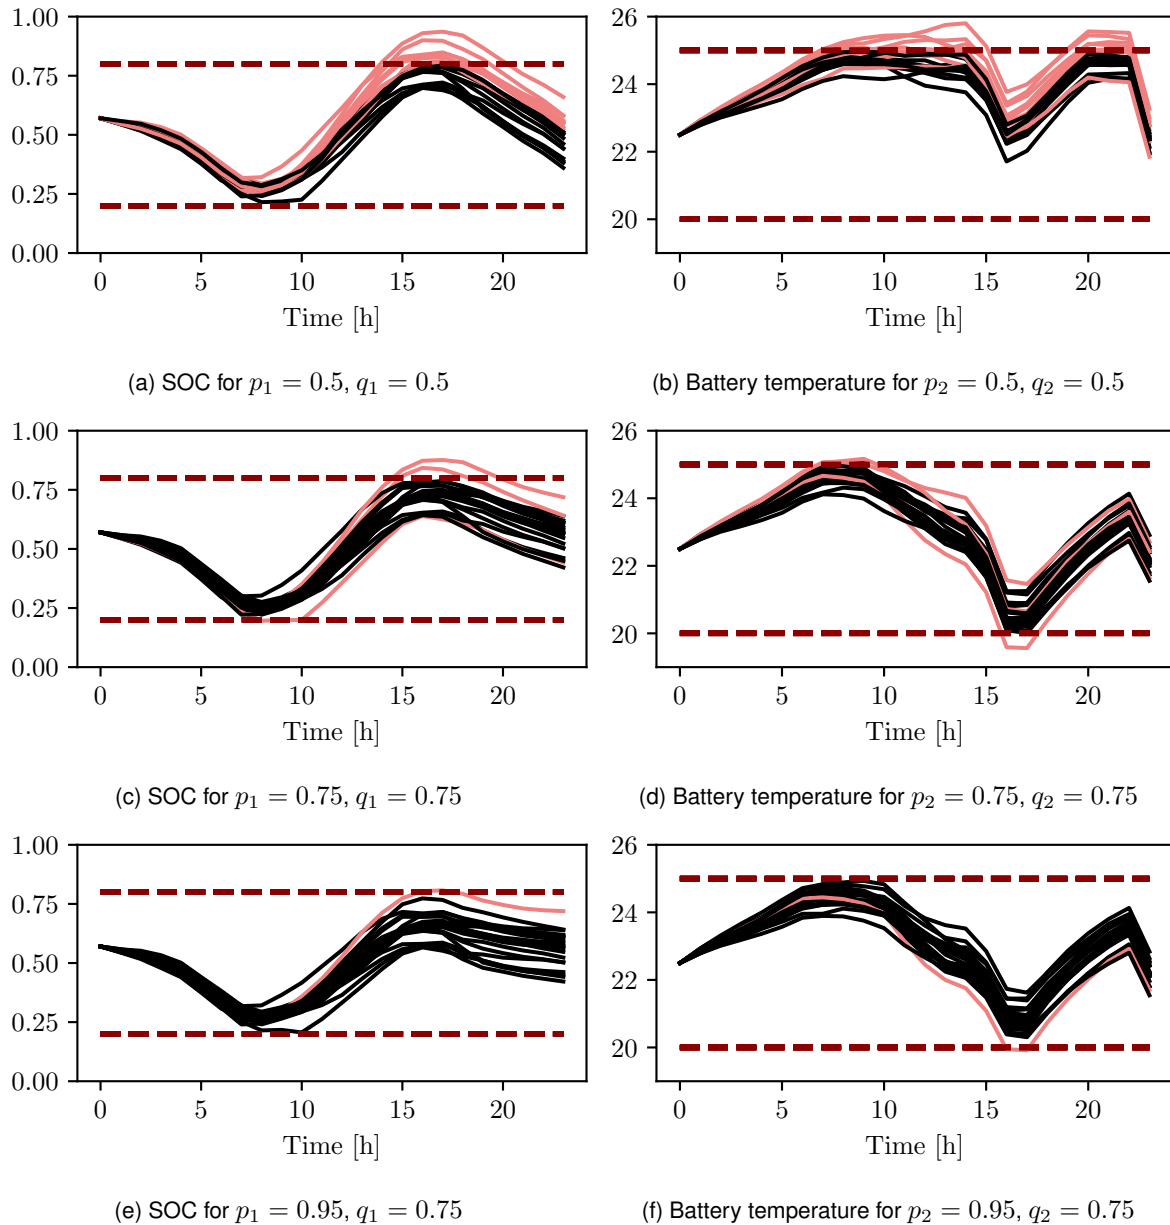 1.00
0.75
0.50
0.25
0.00
0 5 10 15 20
Time [h]
(a) SOC for p₁ = 0.5, q₁ = 0.5
26
24
22
20
0 5 10 15 20
Time [h]
(b) Battery temperature for p₂ = 0.5, q₂ = 0.5
1.00
0.75
0.50
0.25
0.00
0 5 10 15 20
Time [h]
(c) SOC for p₁ = 0.75, q₁ = 0.75
26
24
22
20
0 5 10 15 20
Time [h]
(d) Battery temperature for p₂ = 0.75, q₂ = 0.75
1.00
0.75
0.50
0.25
0.00
0 5 10 15 20
Time [h]
(e) SOC for p₁ = 0.95, q₁ = 0.75
26
24
22
20
0 5 10 15 20
Time [h]
(f) Battery temperature for p₂ = 0.95, q₂ = 0.75